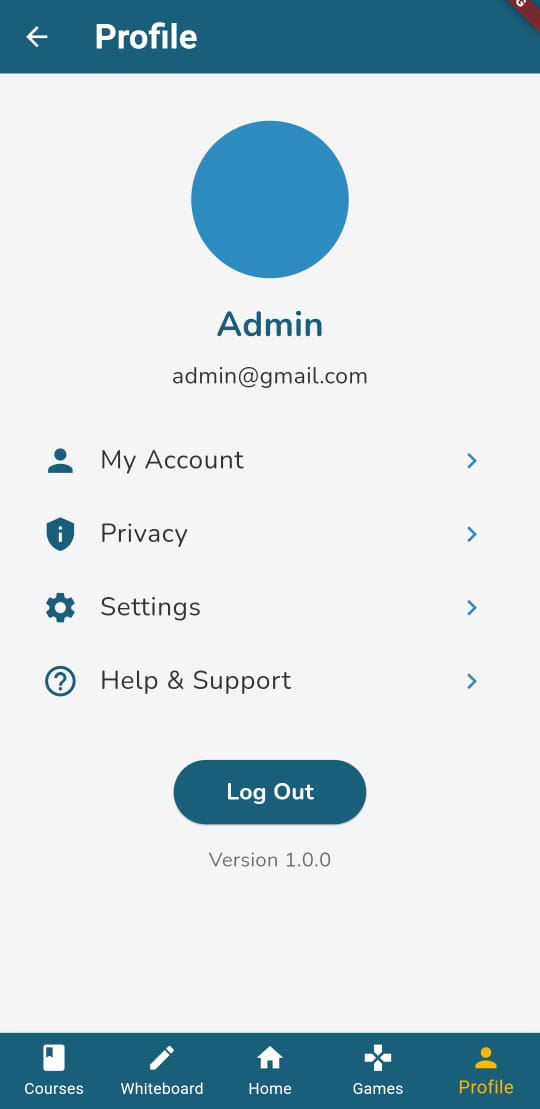 Profile
Admin
admin@gmail.com
My Account
Privacy
Settings
Help & Support
Log Out
Version 1.0.0
Courses
Whiteboard
Home
Games
Profile